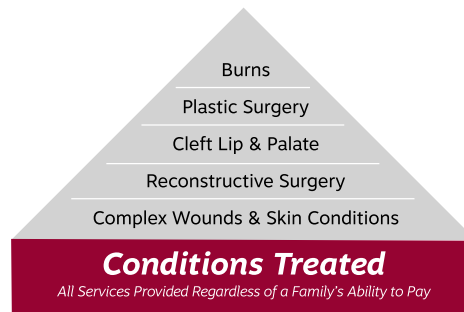 Burns
Plastic Surgery
Cleft Lip & Palate
Reconstructive Surgery
Complex Wounds & Skin Conditions
Conditions Treated
All Services Provided Regardless of a Family's Ability to Pay